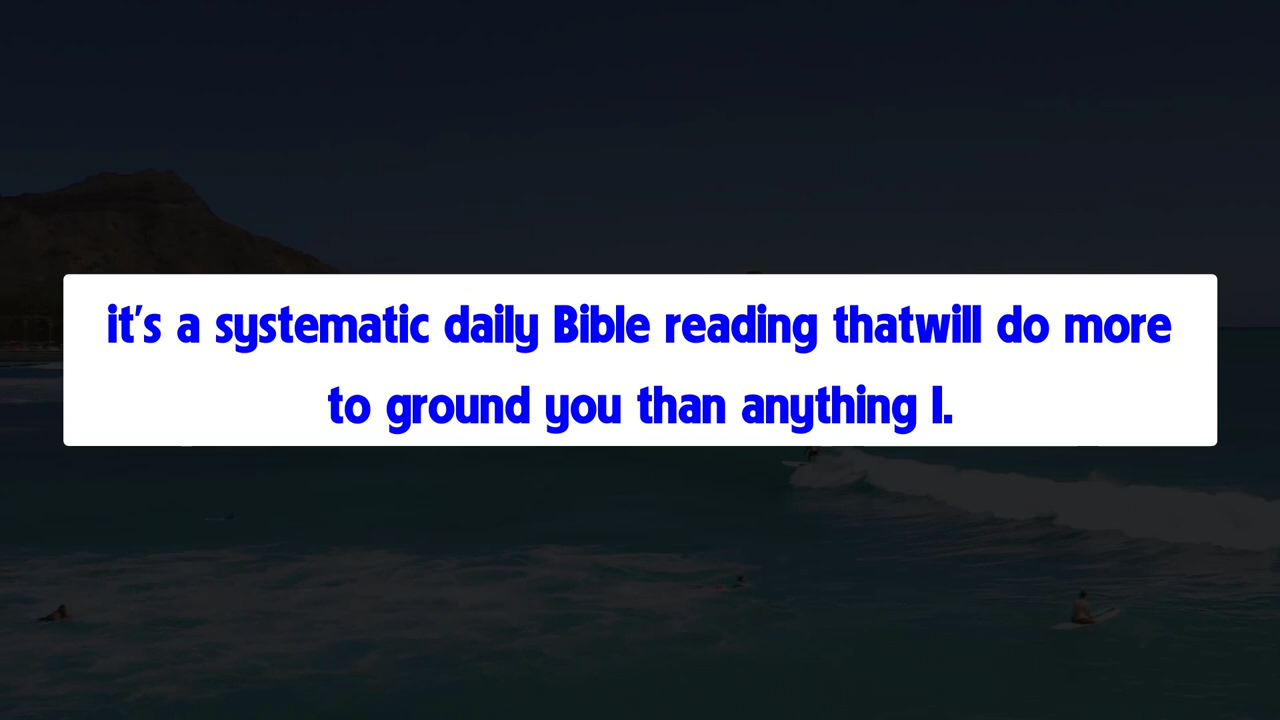 it's a systematic daily Bible reading thatwill do more
to ground you than anything I.